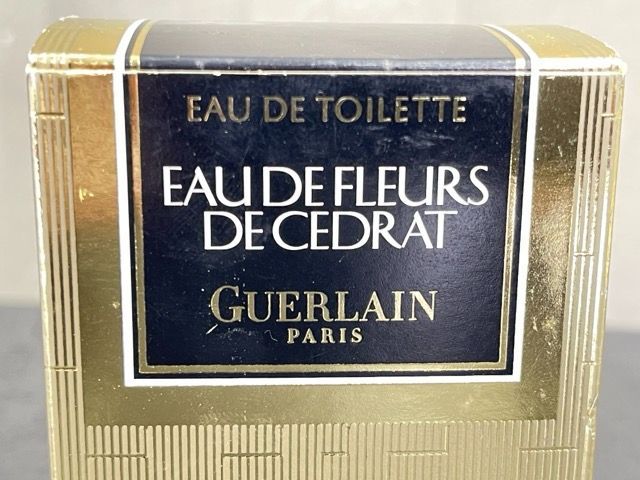 EAU DE TOILETTE
EAU DE FLEURS
DE CEDRAT
GUERLAIN
PARIS